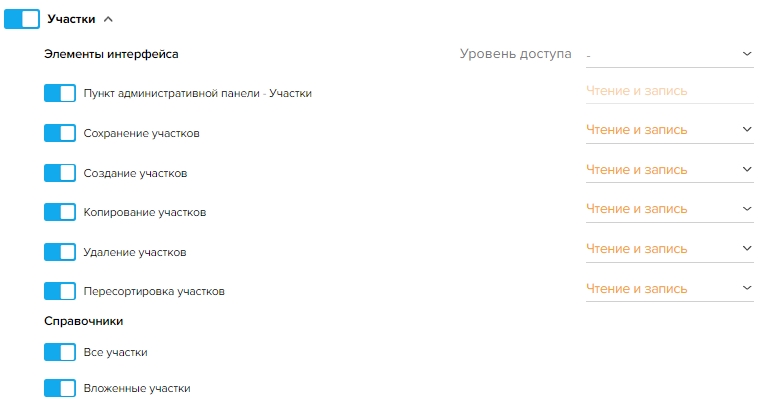 Участки
Элементы интерфейса Уровень доступа -
Пункт административной панели - Участки Чтение и запись
Сохранение участков Чтение и запись
Создание участков Чтение и запись
Копирование участков Чтение и запись
Удаление участков Чтение и запись
Пересортировка участков Чтение и запись
Справочники
Все участки
Вложенные участки